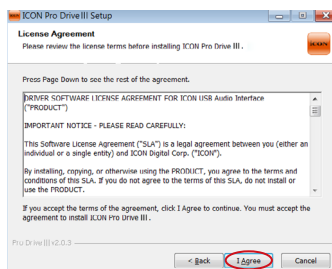 ICON Pro Drive III Setup
License Agreement
Please review the license terms before installing ICON Pro Drive III.
ICON
Press Page Down to see the rest of the agreement.
DRIVER SOFTWARE LICENSE AGREEMENT FOR ICON USB Audio Interface
("PRODUCT")
IMPORTANT NOTICE - PLEASE READ CAREFULLY:
This Software License Agreement ("SLA") is a legal agreement between you (either an
individual or a single entity) and ICON Digital Corp. ("ICON").
By installing, copying, or otherwise using the PRODUCT, you agree to the terms and
conditions of this SLA. If you do not agree to the terms of this SLA, do not install or
use the PRODUCT.
If you accept the terms of the agreement, click I Agree to continue. You must accept the
agreement to install ICON Pro Drive III.
Pro Drive III v2.0.3
< Back
I Agree
Cancel